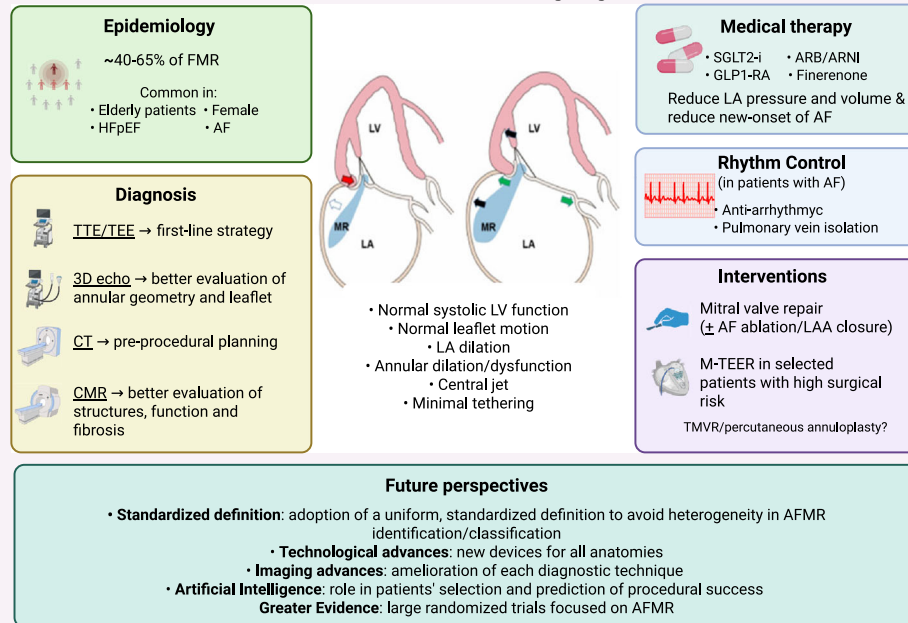 Epidemiology
~40-65% of FMR
Common in:
• Elderly patients • Female
• HFpEF • AF
Diagnosis
TTE/TEE → first-line strategy
3D echo → better evaluation of
annular geometry and leaflet
CT → pre-procedural planning
CMR → better evaluation of
structures, function and
fibrosis
LV
MR
LA
LV
MR
LA
• Normal systolic LV function
• Normal leaflet motion
• LA dilation
• Annular dilation/dysfunction
• Central jet
• Minimal tethering
Medical therapy
• SGLT2-i • ARB/ARNI
• GLP1-RA • Finerenone
Reduce LA pressure and volume &
reduce new-onset of AF
Rhythm Control
(in patients with AF)
• Anti-arrhythmyc
• Pulmonary vein isolation
Interventions
Mitral valve repair
(± AF ablation/LAA closure)
M-TEER in selected
patients with high surgical
risk
TMVR/percutaneous annuloplasty?
Future perspectives
• Standardized definition: adoption of a uniform, standardized definition to avoid heterogeneity in AFMR
identification/classification
• Technological advances: new devices for all anatomies
• Imaging advances: amelioration of each diagnostic technique
• Artificial Intelligence: role in patients' selection and prediction of procedural success
Greater Evidence: large randomized trials focused on AFMR